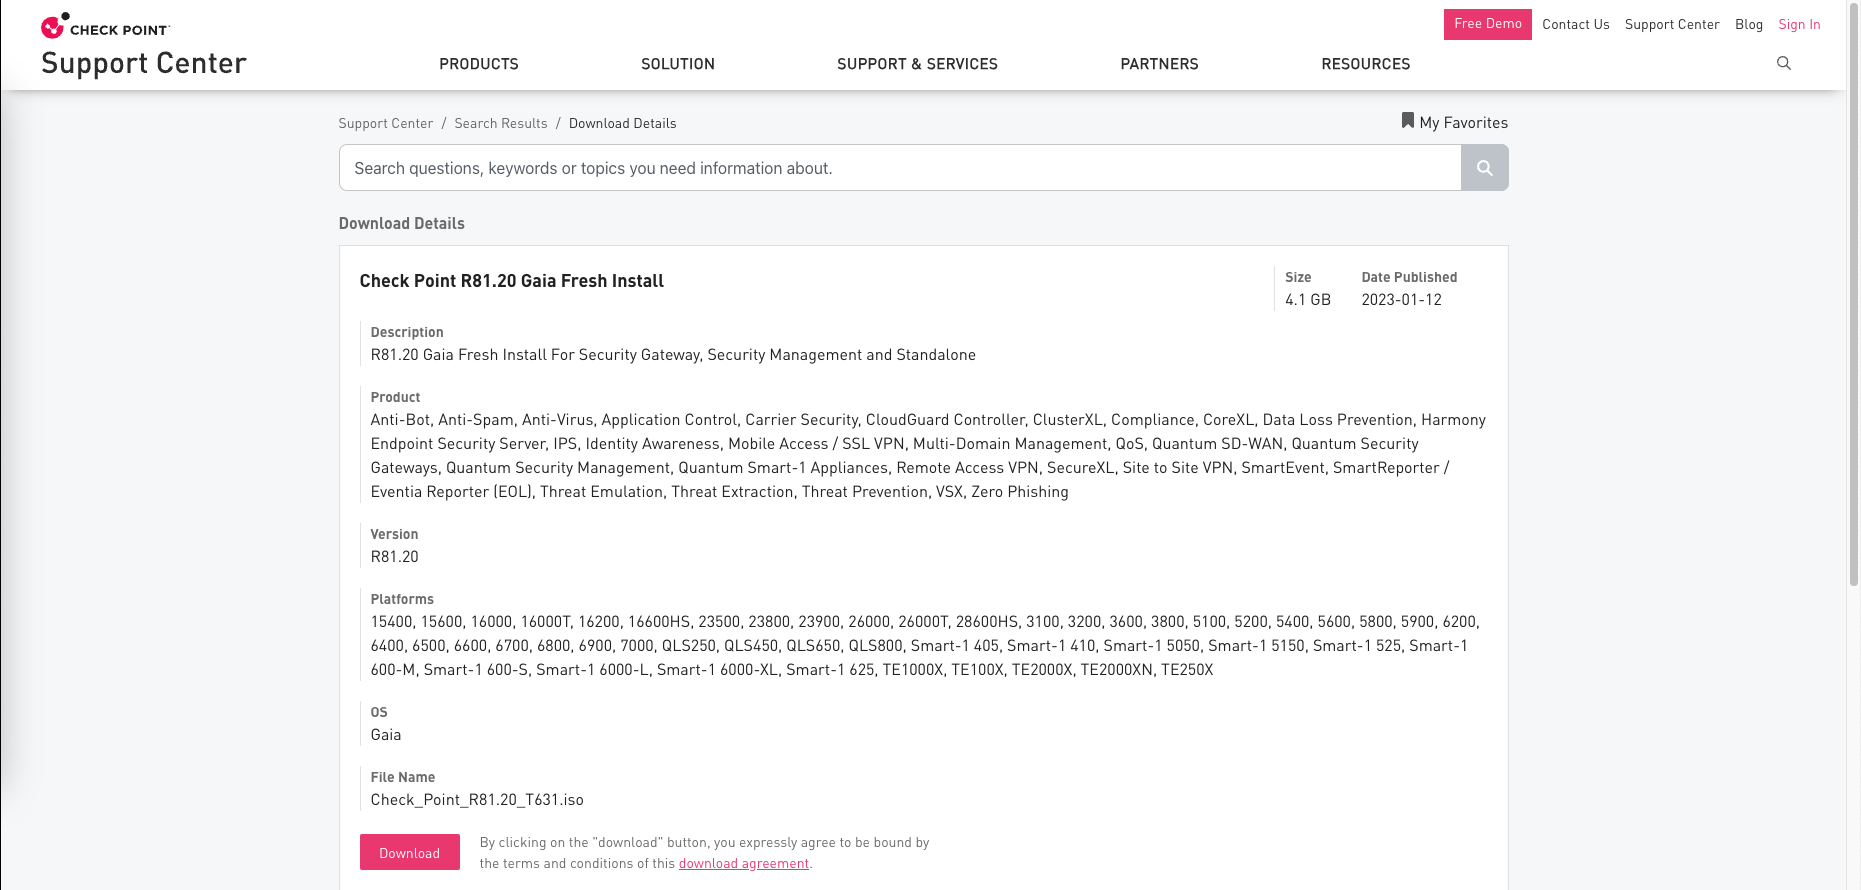 CHECK POINT
Support Center
Free Demo
Contact Us
Support Center
Blog
Sign In
PRODUCTS
SOLUTION
SUPPORT & SERVICES
PARTNERS
RESOURCES
Support Center / Search Results / Download Details
My Favorites
Search questions, keywords or topics you need information about.
Download Details
Check Point R81.20 Gaia Fresh Install
Size
4.1 GB
Date Published
2023-01-12
Description
R81.20 Gaia Fresh Install For Security Gateway, Security Management and Standalone
Product
Anti-Bot, Anti-Spam, Anti-Virus, Application Control, Carrier Security, CloudGuard Controller, ClusterXL, Compliance, CoreXL, Data Loss Prevention, Harmony
Endpoint Security Server, IPS, Identity Awareness, Mobile Access / SSL VPN, Multi-Domain Management, QoS, Quantum SD-WAN, Quantum Security
Gateways, Quantum Security Management, Quantum Smart-1 Appliances, Remote Access VPN, SecureXL, Site to Site VPN, SmartEvent, SmartReporter /
Eventia Reporter (EOL), Threat Emulation, Threat Extraction, Threat Prevention, VSX, Zero Phishing
Version
R81.20
Platforms
15400, 15600, 16000, 16000T, 16200, 16600HS, 23500, 23800, 23900, 26000, 26000T, 28600HS, 3100, 3200, 3600, 3800, 5100, 5200, 5400, 5600, 5800, 5900, 6200,
6400, 6500, 6600, 6700, 6800, 6900, 7000, QLS250, QLS450, QLS650, QLS800, Smart-1 405, Smart-1 410, Smart-1 5050, Smart-1 5150, Smart-1 525, Smart-1
600-M, Smart-1 600-S, Smart-1 6000-L, Smart-1 6000-XL, Smart-1 625, TE1000X, TE100X, TE2000X, TE2000XN, TE250X
OS
Gaia
File Name
Check_Point_R81.20_T631.iso
Download
By clicking on the "download" button, you expressly agree to be bound by
the terms and conditions of this download agreement.